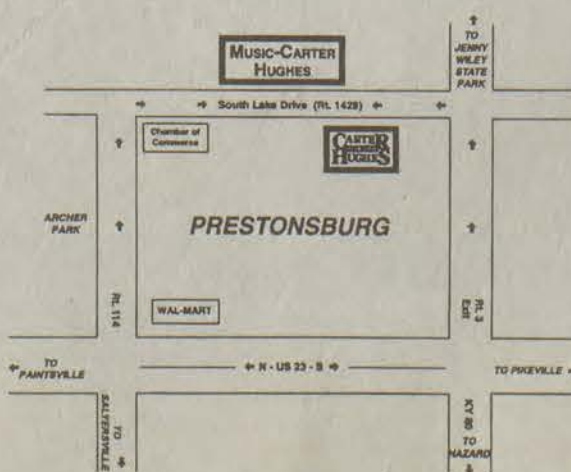 MUSIC-CARTER
HUGHES
TO
JENNY
WILEY
STATE
PARK
South Lake Drive (Rt. 1428)
Chamber of
Commerce
CARTER
HUGHES
ARCHER
PARK
PRESTONSBURG
Rt. 114
Rt. 3
Exit
WAL-MART
TO
PAINTSVILLE
N - US 23 - S
TO PIKEVILLE
TO
SALYERSVILLE
KY 80
TO
HAZARD